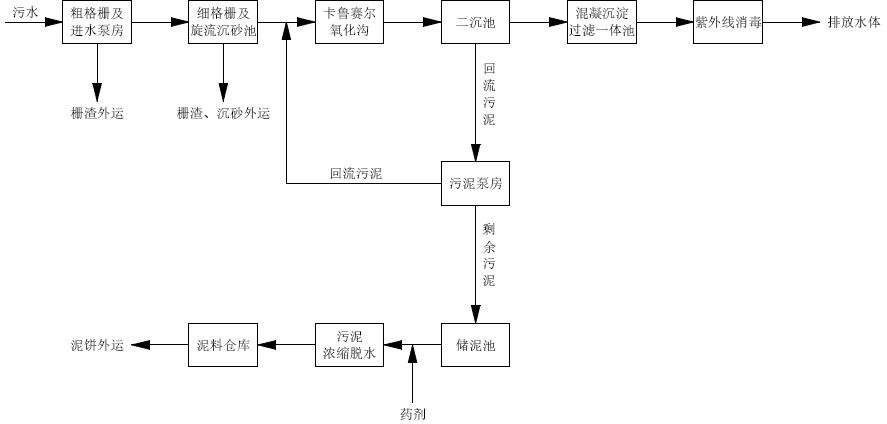 污水
粗格栅及
进水泵房
细格栅及
旋流沉砂池
卡鲁赛尔
氧化沟
二沉池
混凝沉淀
过滤一体池
紫外线消毒
排放水体
栅渣外运
栅渣、沉砂外运
回流污泥
回流污泥
污泥泵房
剩余污泥
泥饼外运
泥料仓库
污泥
浓缩脱水
储泥池
药剂